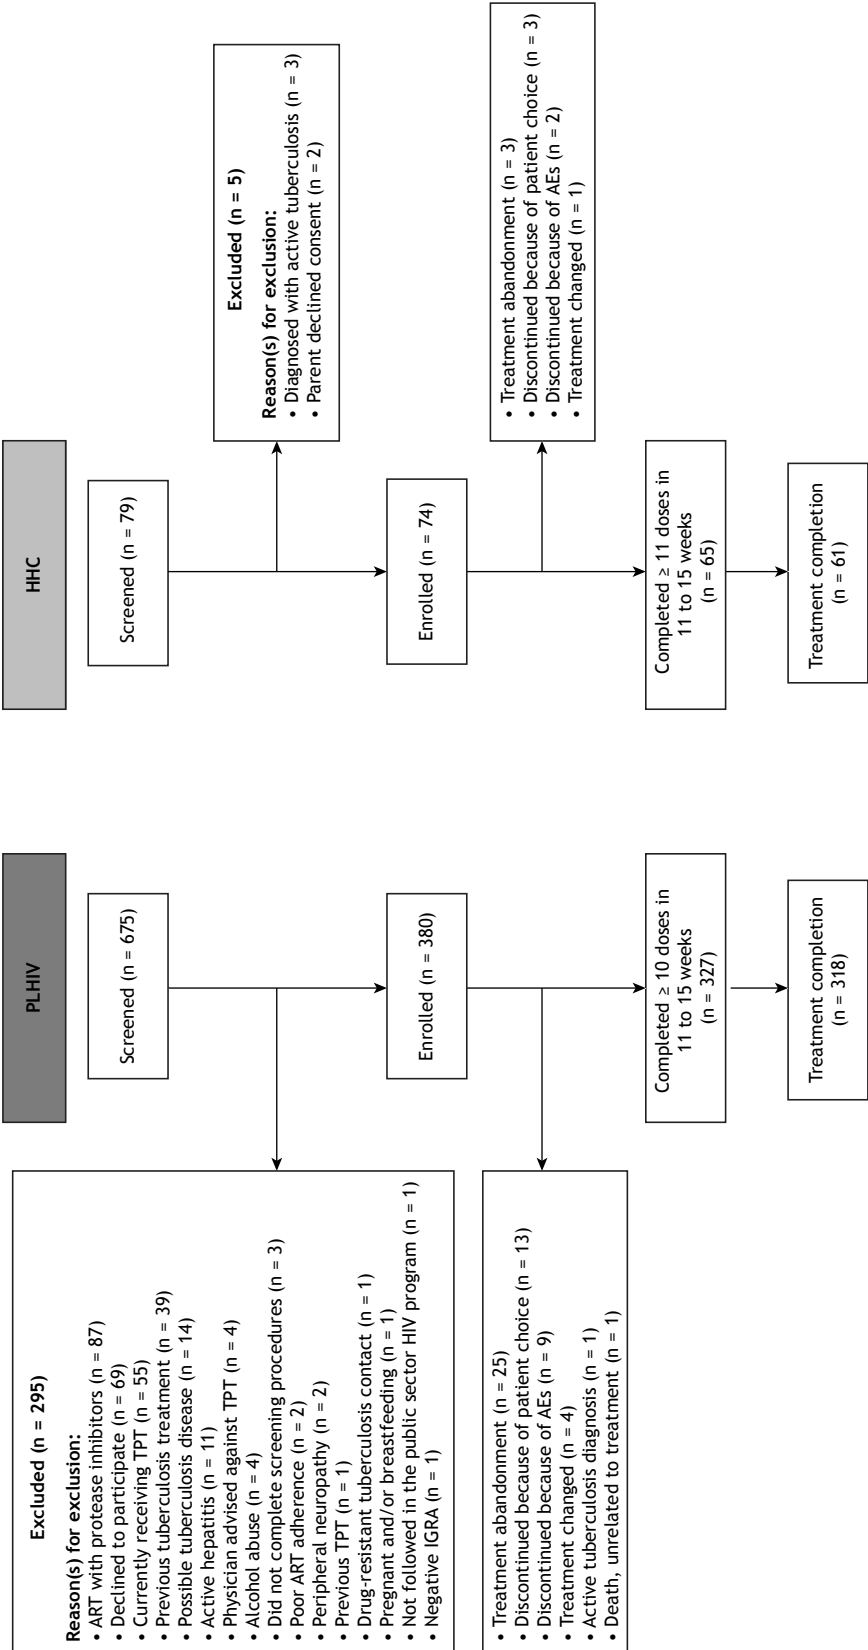 PLHIV
Screened (n = 675)
Excluded (n = 295)
Reason(s) for exclusion:
• ART with protease inhibitors (n = 87)
• Declined to participate (n = 69)
• Currently receiving TPT (n = 55)
• Previous tuberculosis treatment (n = 39)
• Possible tuberculosis disease (n = 14)
• Active hepatitis (n = 11)
• Physician advised against TPT (n = 4)
• Alcohol abuse (n = 4)
• Did not complete screening procedures (n = 3)
• Poor ART adherence (n = 2)
• Peripheral neuropathy (n = 2)
• Previous TPT (n = 1)
• Drug-resistant tuberculosis contact (n = 1)
• Pregnant and/or breastfeeding (n = 1)
• Not followed in the public sector HIV program (n = 1)
• Negative IGRA (n = 1)
Enrolled (n = 380)
• Treatment abandonment (n = 25)
• Discontinued because of patient choice (n = 13)
• Discontinued because of AEs (n = 9)
• Treatment changed (n = 4)
• Active tuberculosis diagnosis (n = 1)
• Death, unrelated to treatment (n = 1)
Completed ≥ 10 doses in
11 to 15 weeks
(n = 327)
Treatment completion
(n = 318)
HHC
Screened (n = 79)
Excluded (n = 5)
Reason(s) for exclusion:
• Diagnosed with active tuberculosis (n = 3)
• Parent declined consent (n = 2)
Enrolled (n = 74)
• Treatment abandonment (n = 3)
• Discontinued because of patient choice (n = 3)
• Discontinued because of AEs (n = 2)
• Treatment changed (n = 1)
Completed ≥ 11 doses in
11 to 15 weeks
(n = 65)
Treatment completion
(n = 61)